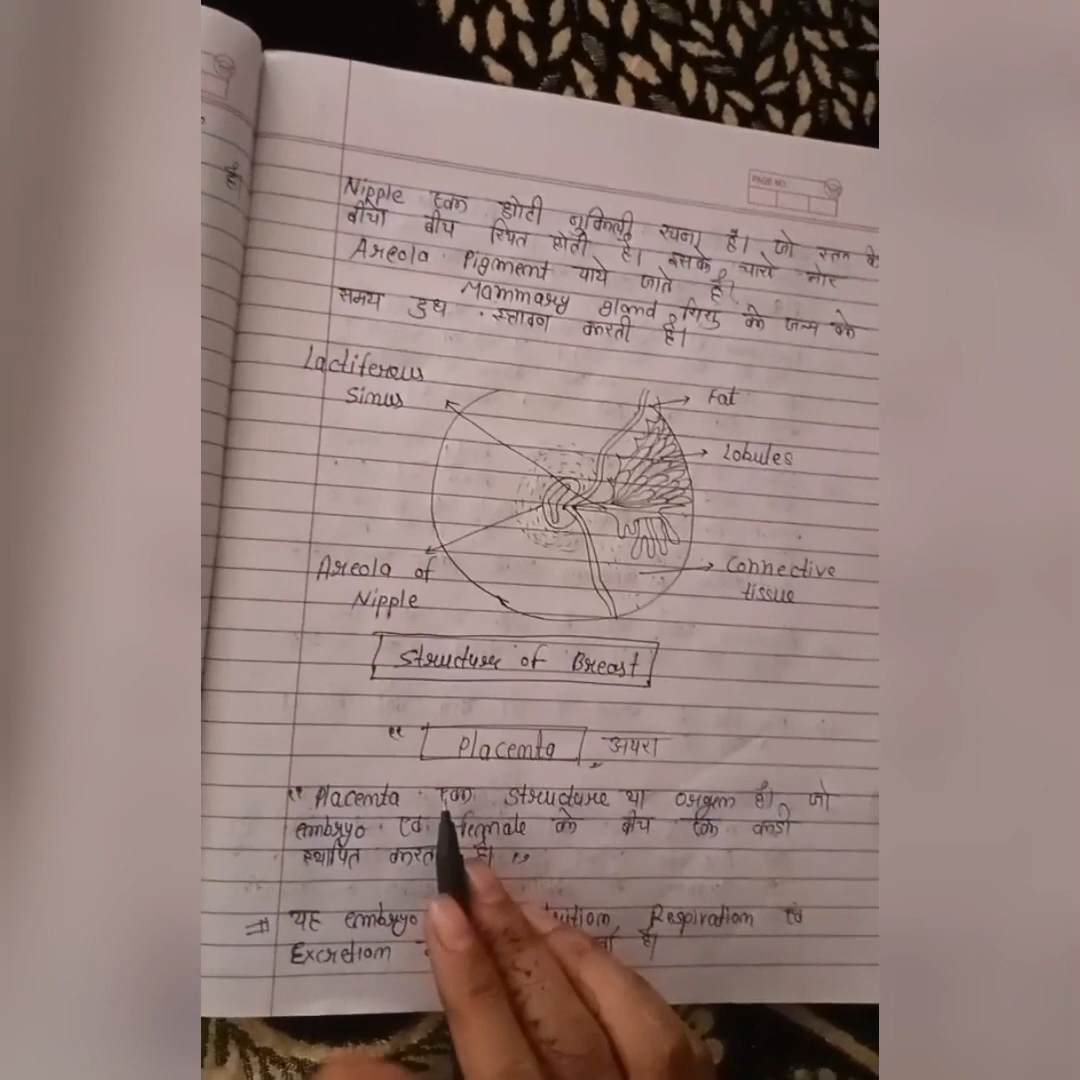 है।
PAGE NO.
Nipple एक छोटी नुकिली रचना है। जो स्तन के
बीचो बीच स्थित होती है। इसके चारो ओर
Areola Pigment पाये जाते है।
Mammary gland शिशु के जन्म के
समय दुध स्त्रावण करती है।
Lactiferous
Sinus
Fat
Lobules
Areola of
Nipple
Connective
tissue
Structure of Breast
" Placenta " अपरा
" Placenta एक structure या organ है। जो
embryo एवं female के बीच एक कडी
स्थापित करता है। "
⇒ यह embryo Respiration एवं
Excretion है।